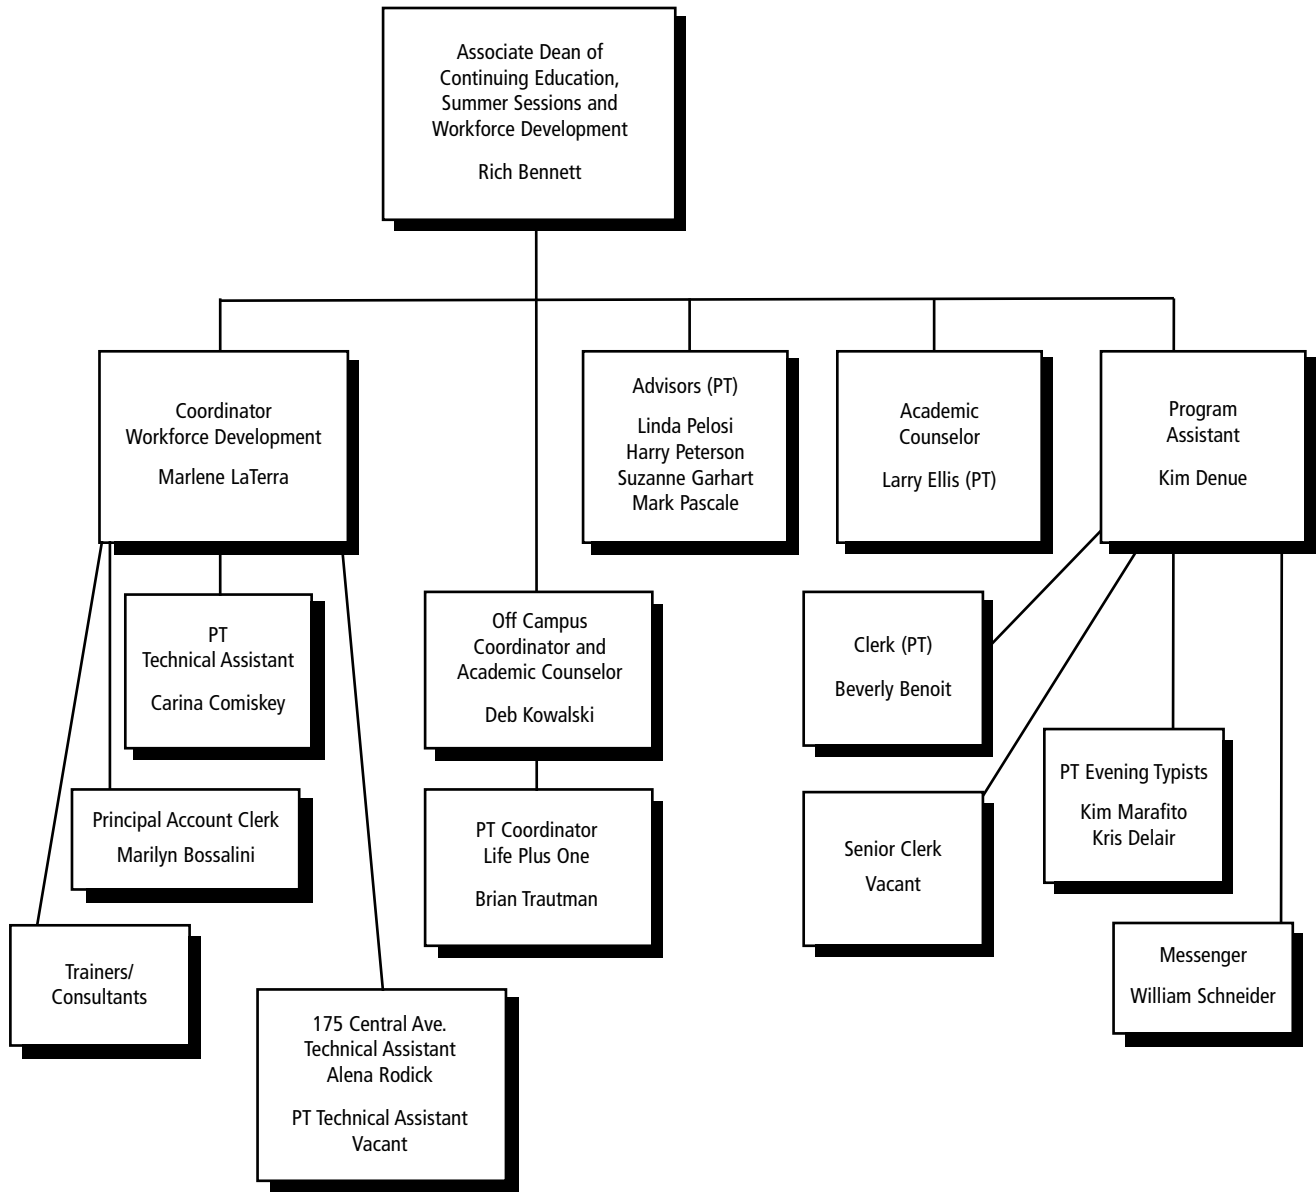 Associate Dean of
Continuing Education,
Summer Sessions and
Workforce Development
Rich Bennett
Coordinator
Workforce Development
Marlene LaTerra
Advisors (PT)
Linda Pelosi
Harry Peterson
Suzanne Garhart
Mark Pascale
Academic
Counselor
Larry Ellis (PT)
Program
Assistant
Kim Denue
PT
Technical Assistant
Carina Comiskey
Off Campus
Coordinator and
Academic Counselor
Deb Kowalski
Clerk (PT)
Beverly Benoit
PT Evening Typists
Kim Marafito
Kris Delair
Principal Account Clerk
Marilyn Bossalini
PT Coordinator
Life Plus One
Brian Trautman
Senior Clerk
Vacant
Trainers/
Consultants
Messenger
William Schneider
175 Central Ave.
Technical Assistant
Alena Rodick
PT Technical Assistant
Vacant